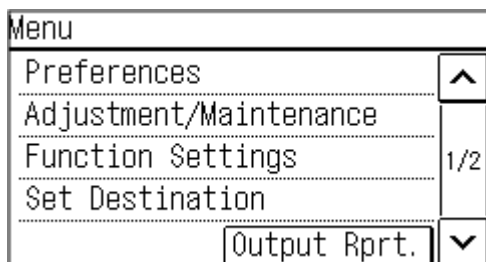 Menu
Preferences
Adjustment/Maintenance
Function Settings
1/2
Set Destination
Output Rprt.